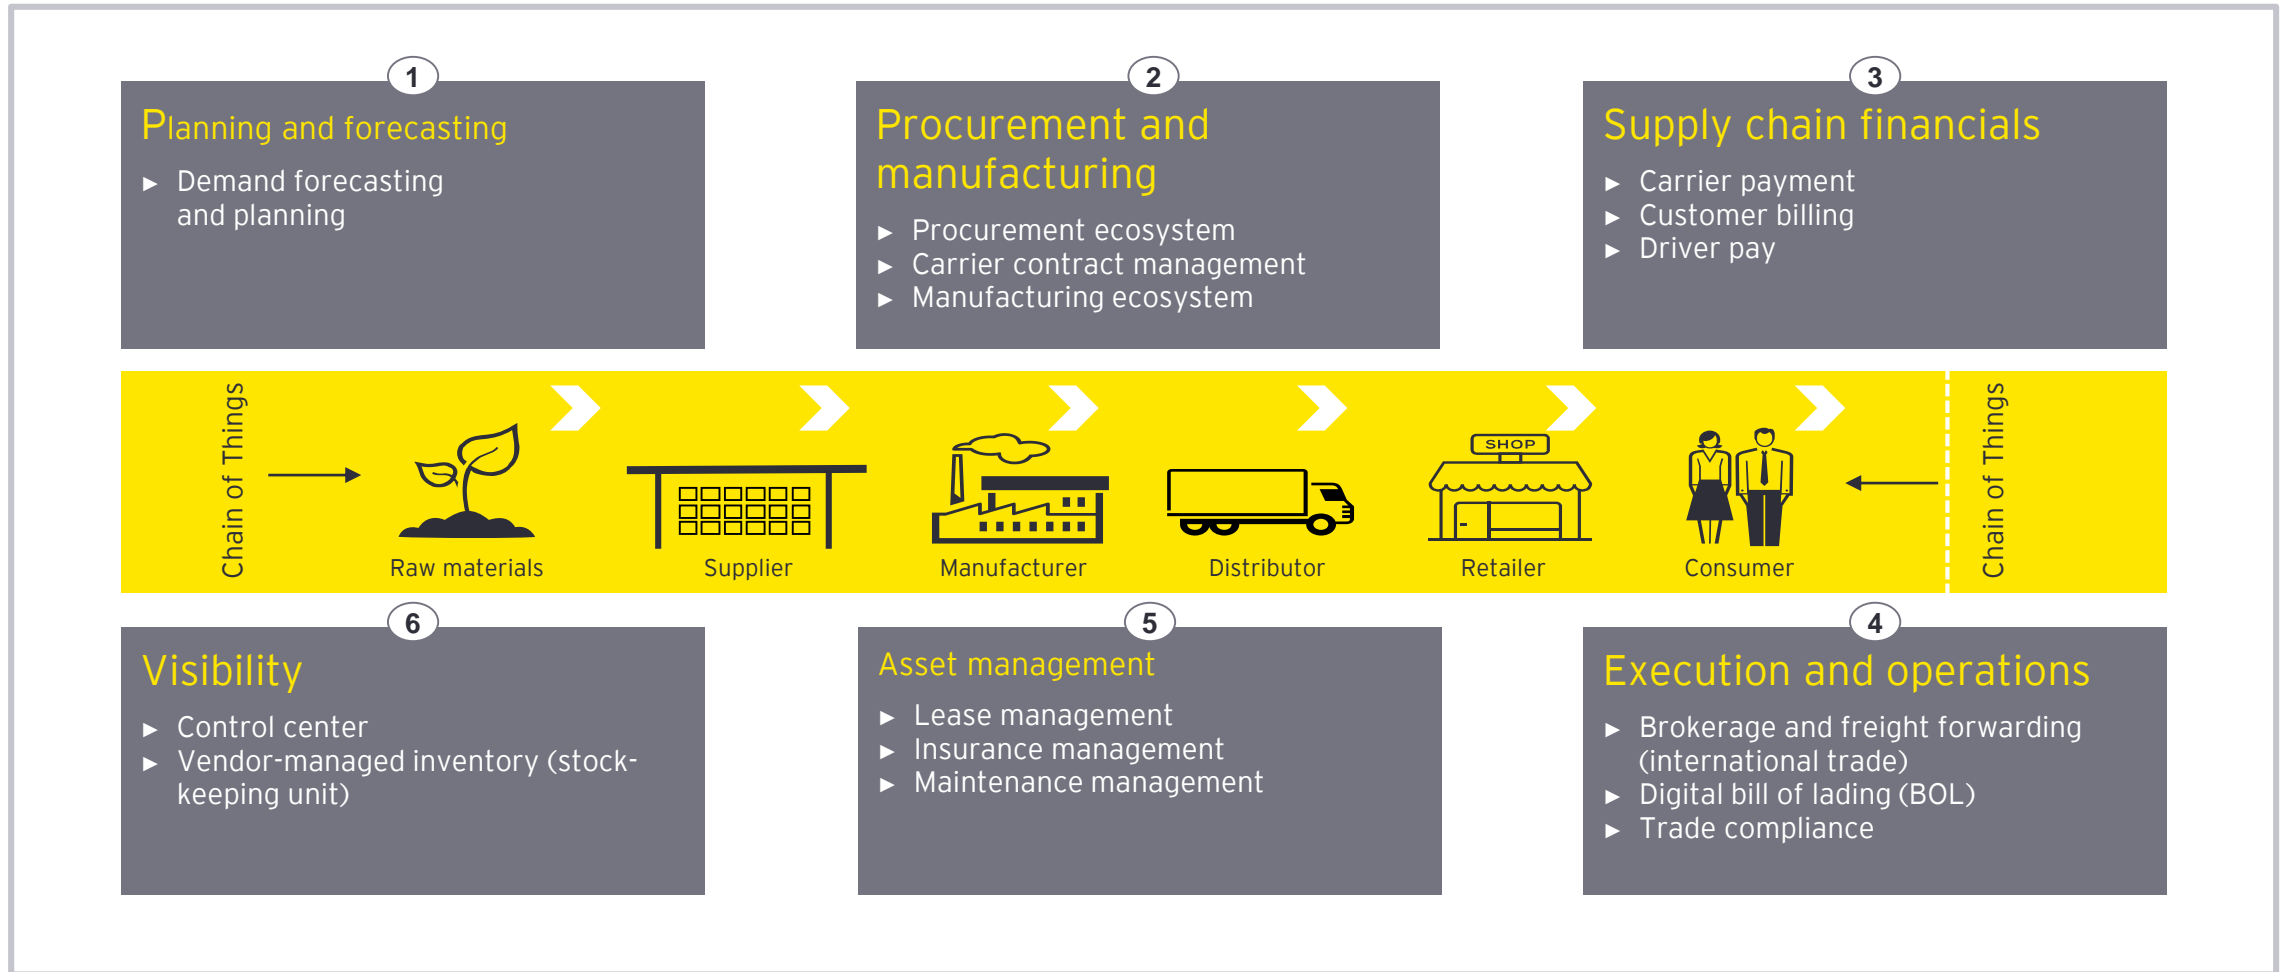 1
Planning and forecasting
► Demand forecasting
and planning
2
Procurement and
manufacturing
► Procurement ecosystem
► Carrier contract management
► Manufacturing ecosystem
3
Supply chain financials
► Carrier payment
► Customer billing
► Driver pay
Chain of Things
Raw materials
Supplier
Manufacturer
Distributor
SHOP
Retailer
Consumer
Chain of Things
6
Visibility
► Control center
► Vendor-managed inventory (stock-
keeping unit)
5
Asset management
► Lease management
► Insurance management
► Maintenance management
4
Execution and operations
► Brokerage and freight forwarding
(international trade)
► Digital bill of lading (BOL)
► Trade compliance